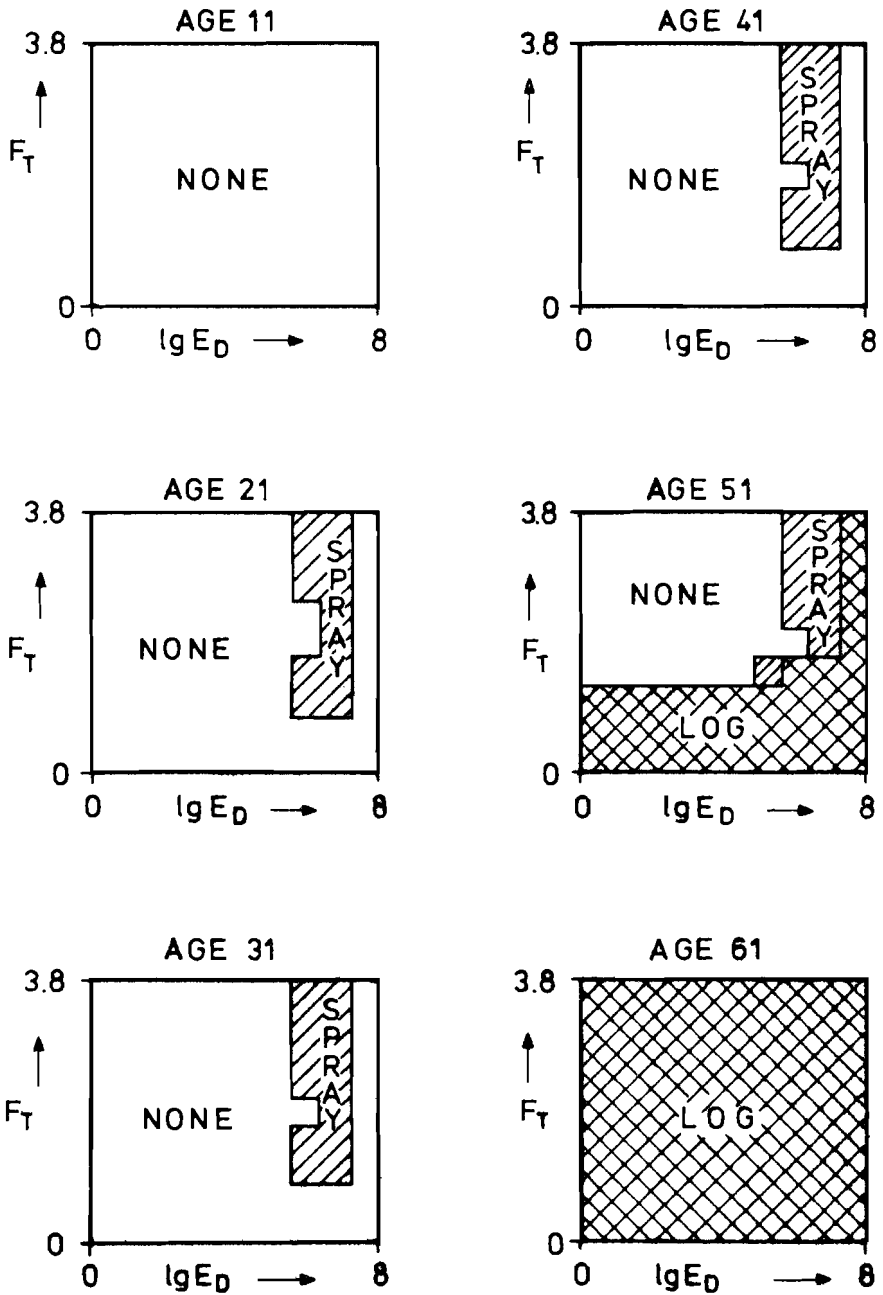 AGE 11
3.8
F_T
NONE
0
0 lgE_D 8
AGE 41
3.8
F_T
SPRAY
NONE
0
0 lgE_D 8
AGE 21
3.8
F_T
SPRAY
NONE
0
0 lgE_D 8
AGE 51
3.8
F_T
SPRAY
NONE
LOG
0
0 lgE_D 8
AGE 31
3.8
F_T
SPRAY
NONE
0
0 lgE_D 8
AGE 61
3.8
F_T
LOG
0
0 lgE_D 8